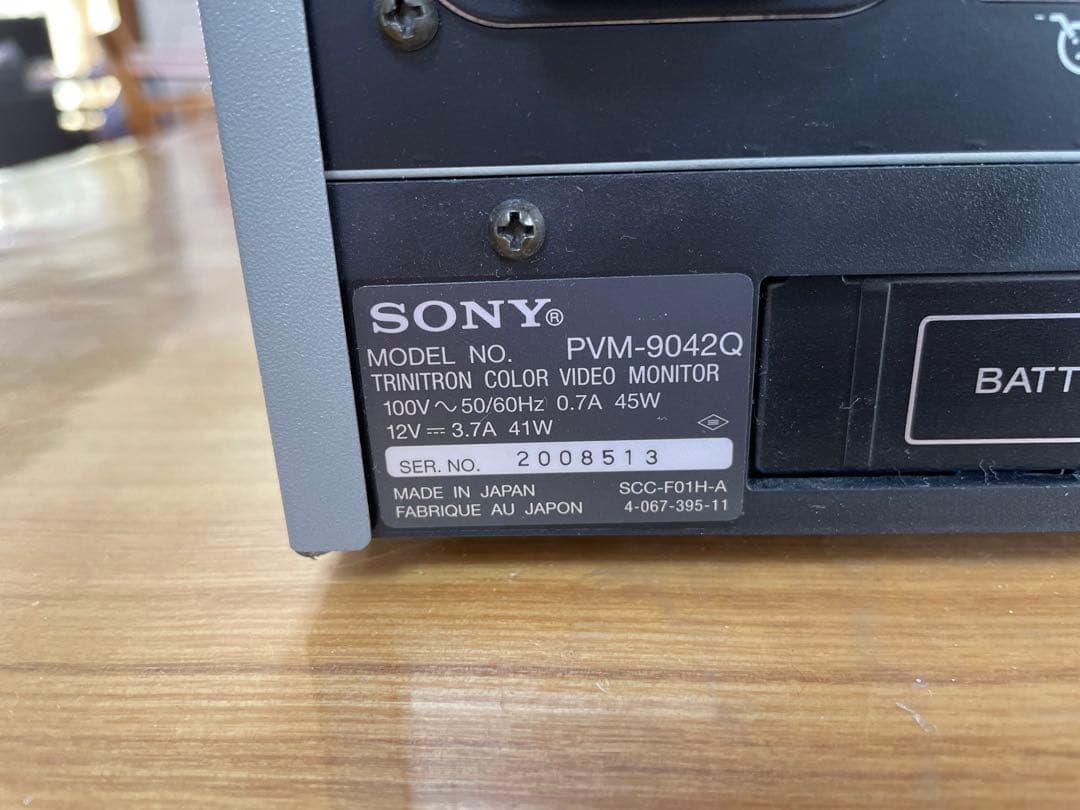 SONY®
MODEL NO. PVM-9042Q
TRINITRON COLOR VIDEO MONITOR
100V ~ 50/60Hz 0.7A 45W
12V ⎓ 3.7A 41W
SER. NO. 2008513
MADE IN JAPAN SCC-F01H-A
FABRIQUE AU JAPON 4-067-395-11
BATT